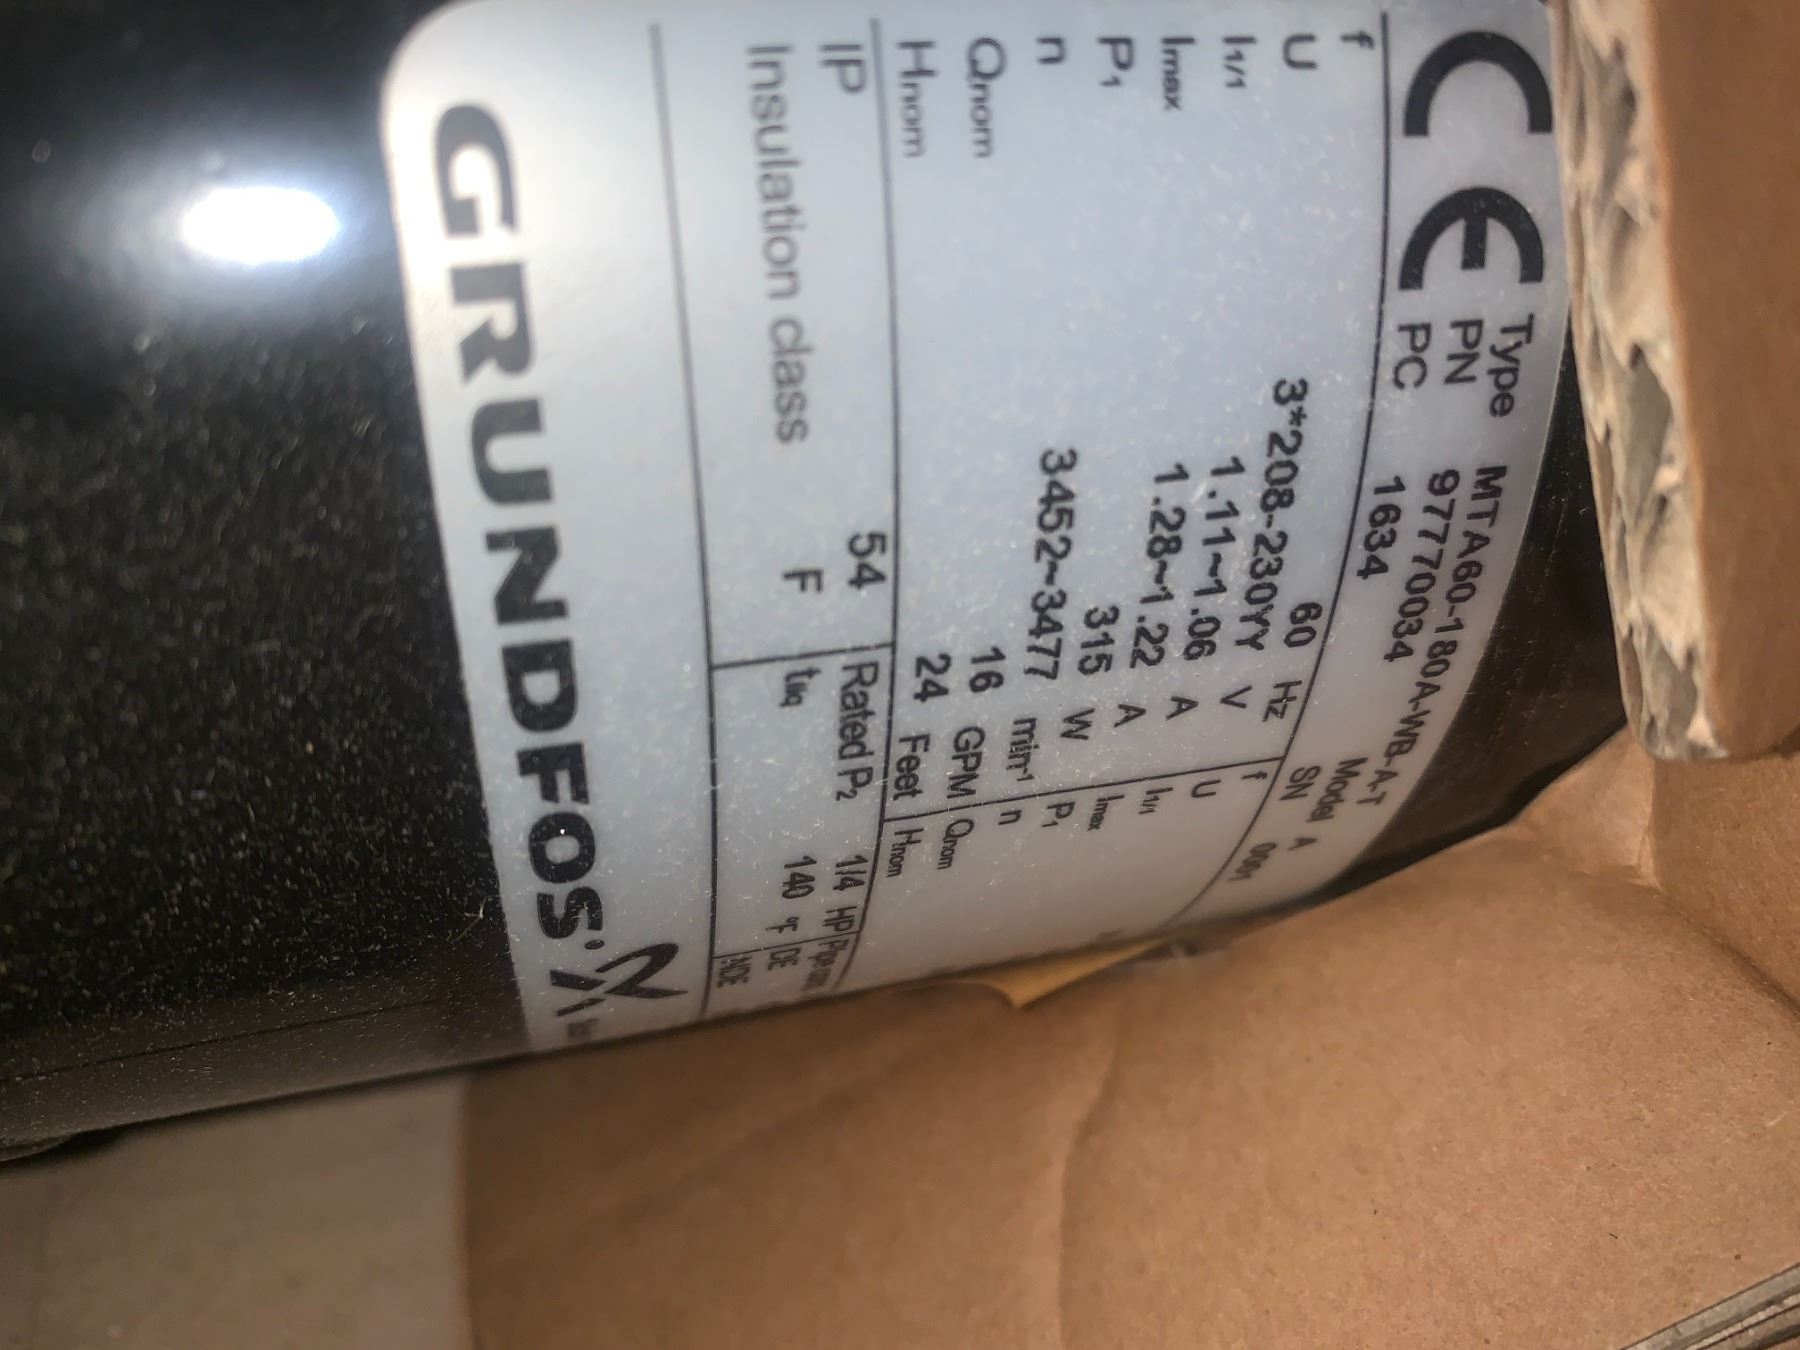 CE Type MTA60-180A-WB-A-T
PN 97770034 Model A
PC 1634 SN 000
f 60 Hz f
U 3*208-230YY V U
I1/1 1.11~1.06 A I1/1
Imax 1.28~1.22 A Imax
P1 315 W P1
n 3452~3477 min-1 n
Qnom 16 GPM Qnom
Hnom 24 Feet Hnom
IP 54 Rated P2 1/4 HP
Insulation class F tliq 140 °F DE
NDE
GRUNDFOS